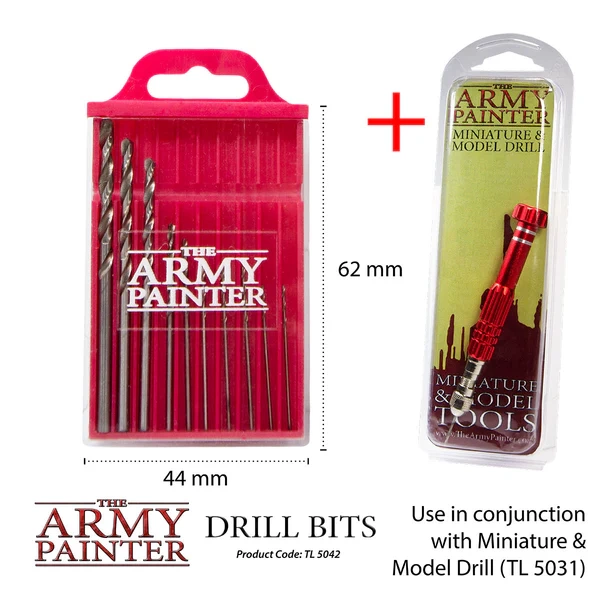 THE
ARMY
PAINTER
62 mm
44 mm
+
THE
ARMY
PAINTER
MINIATURE &
MODEL DRILL
MINIATURE
& MODEL
TOOLS
www.TheArmyPainter.com
THE
ARMY
PAINTER
DRILL BITS
Product Code: TL 5042
Use in conjunction
with Miniature &
Model Drill (TL 5031)